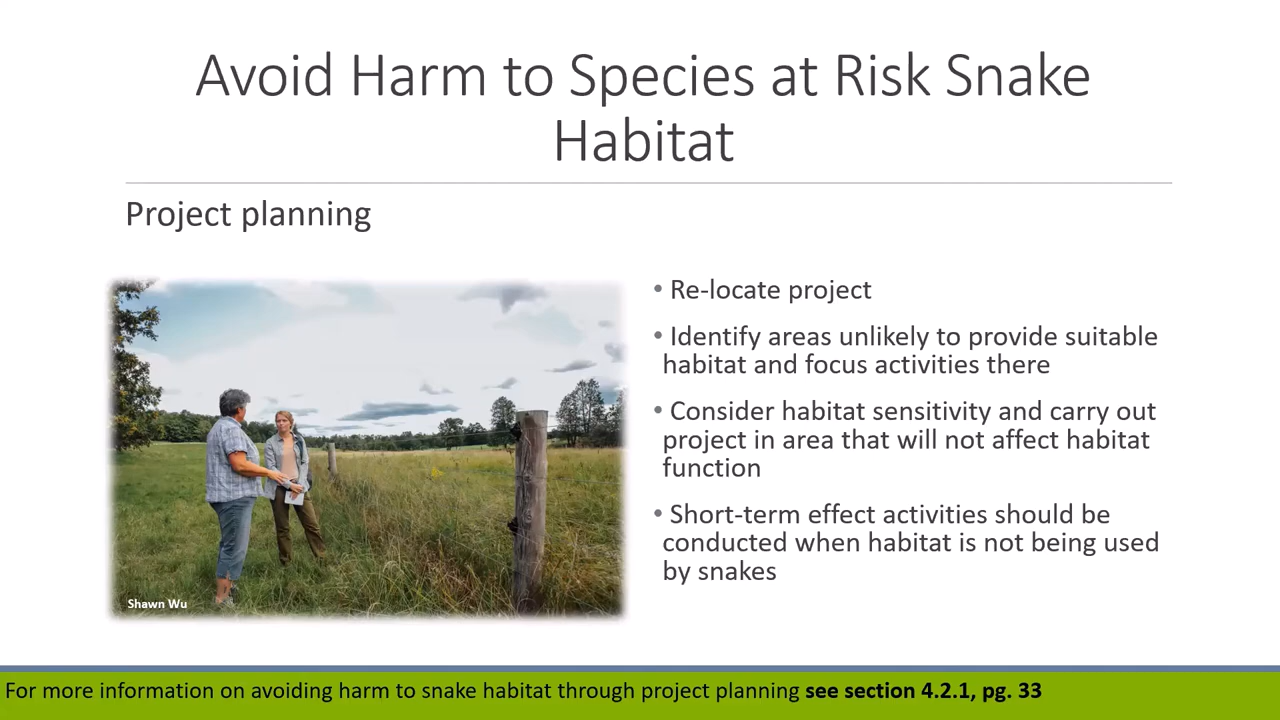 Avoid Harm to Species at Risk Snake
Habitat
Project planning
• Re-locate project
• Identify areas unlikely to provide suitable
habitat and focus activities there
• Consider habitat sensitivity and carry out
project in area that will not affect habitat
function
• Short-term effect activities should be
conducted when habitat is not being used
by snakes
Shawn Wu
For more information on avoiding harm to snake habitat through project planning see section 4.2.1, pg. 33